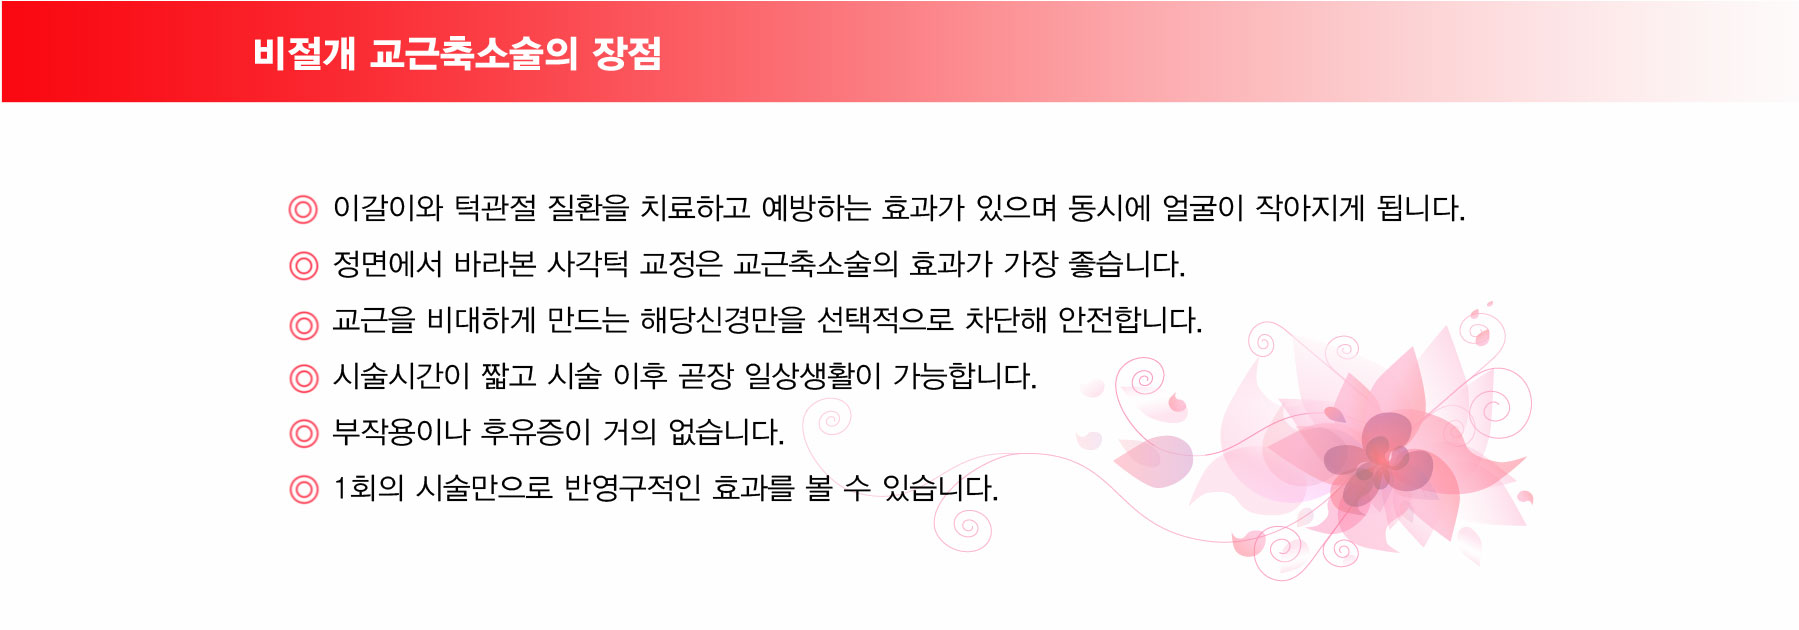 비절개 교근축소술의 장점
◎ 이갈이와 턱관절 질환을 치료하고 예방하는 효과가 있으며 동시에 얼굴이 작아지게 됩니다.
◎ 정면에서 바라본 사각턱 교정은 교근축소술의 효과가 가장 좋습니다.
◎ 교근을 비대하게 만드는 해당신경만을 선택적으로 차단해 안전합니다.
◎ 시술시간이 짧고 시술 이후 곧장 일상생활이 가능합니다.
◎ 부작용이나 후유증이 거의 없습니다.
◎ 1회의 시술만으로 반영구적인 효과를 볼 수 있습니다.